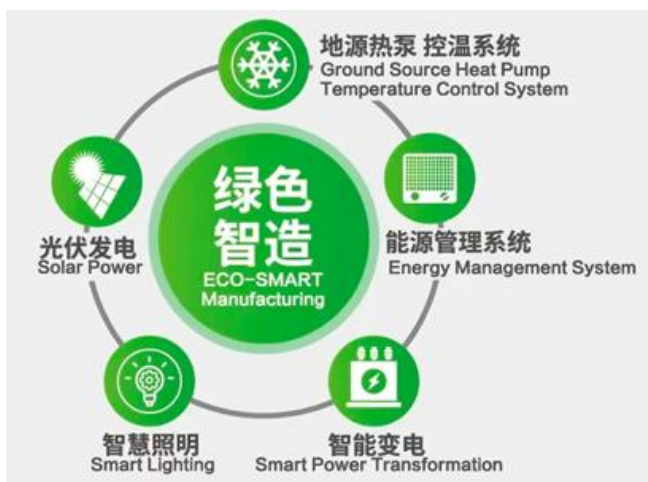 地源热泵 控温系统
Ground Source Heat Pump
Temperature Control System
绿色
智造
ECO-SMART
Manufacturing
能源管理系统
Energy Management System
光伏发电
Solar Power
智慧照明
Smart Lighting
智能变电
Smart Power Transformation